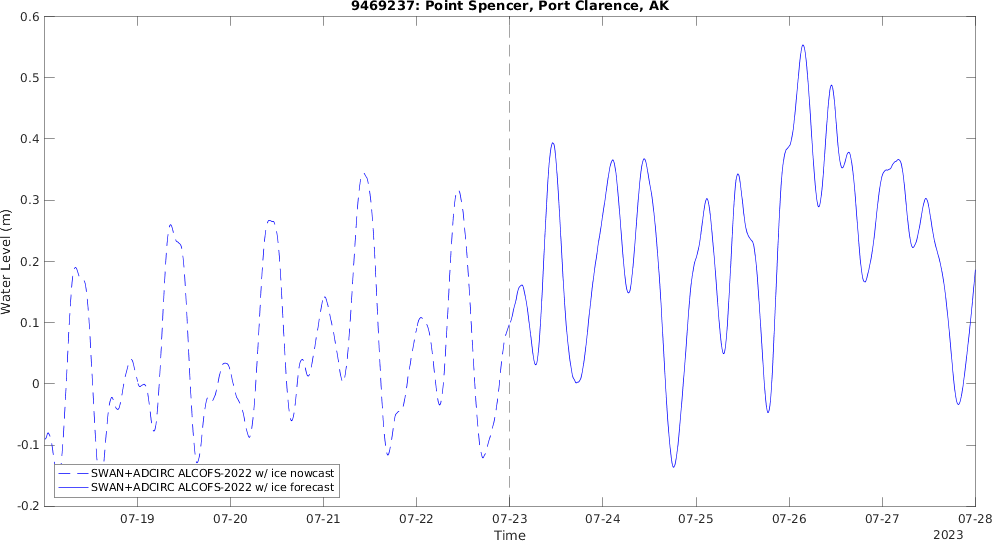 9469237: Point Spencer, Port Clarence, AK
0.6
0.5
0.4
0.3
0.2
0.1
0
-0.1
-0.2
Water Level (m)
SWAN+ADCIRC ALCOFS-2022 w/ ice nowcast
SWAN+ADCIRC ALCOFS-2022 w/ ice forecast
07-19 07-20 07-21 07-22 07-23 07-24 07-25 07-26 07-27 07-28
Time
2023